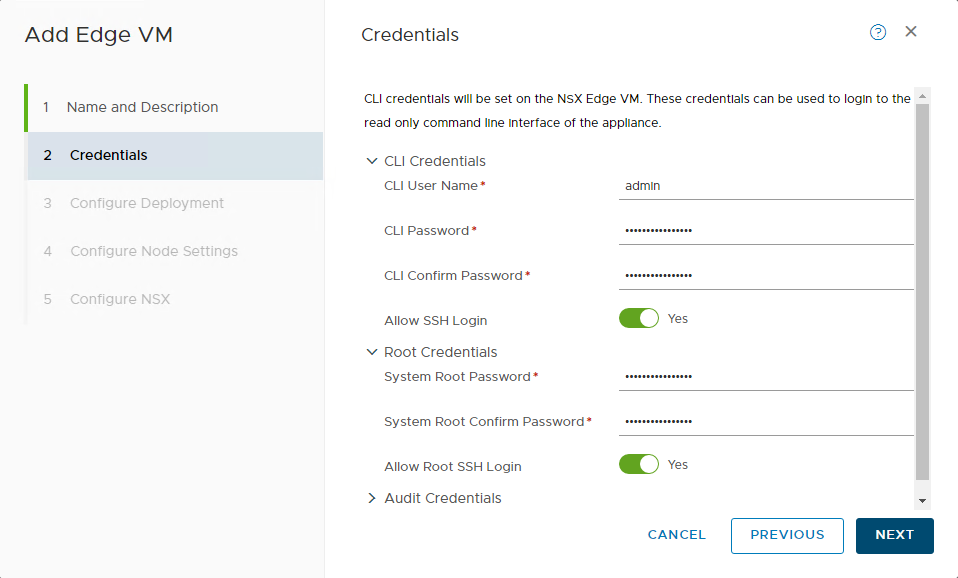 Add Edge VM
1 Name and Description
2 Credentials
3 Configure Deployment
4 Configure Node Settings
5 Configure NSX
Credentials
?
CLI credentials will be set on the NSX Edge VM. These credentials can be used to login to the
read only command line interface of the appliance.
CLI Credentials
CLI User Name* admin
CLI Password* ••••••••••••••••
CLI Confirm Password* ••••••••••••••••
Allow SSH Login Yes
Root Credentials
System Root Password* ••••••••••••••••
System Root Confirm Password* ••••••••••••••••
Allow Root SSH Login Yes
Audit Credentials
CANCEL PREVIOUS NEXT